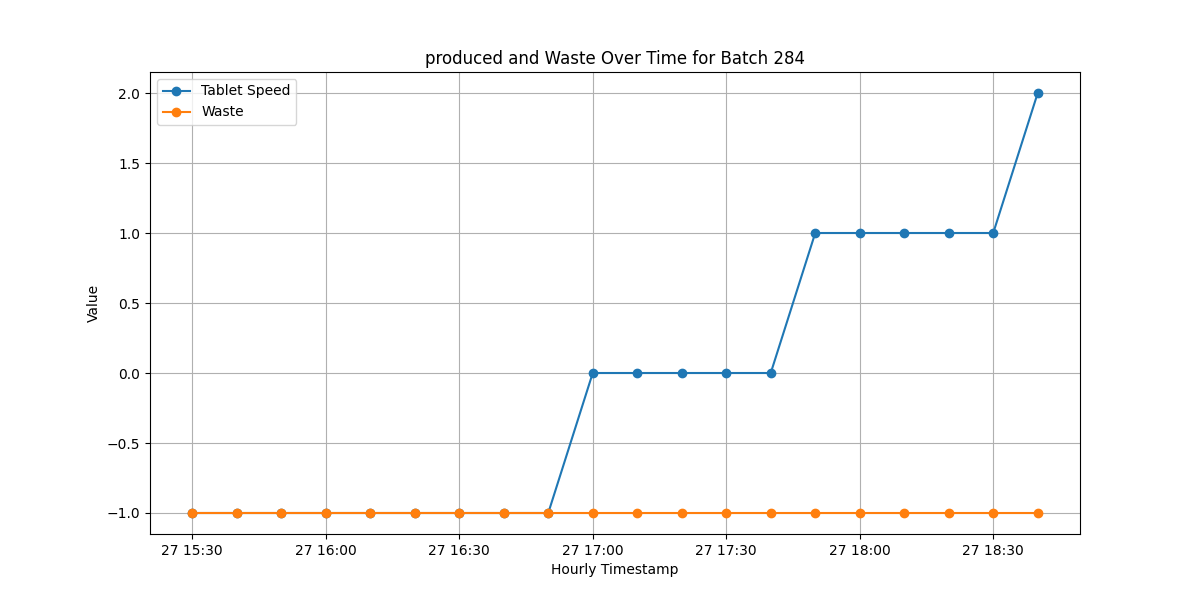 produced and Waste Over Time for Batch 284
Tablet Speed
Waste
2.0
1.5
1.0
0.5
0.0
−0.5
−1.0
Value
27 15:30 27 16:00 27 16:30 27 17:00 27 17:30 27 18:00 27 18:30
Hourly Timestamp